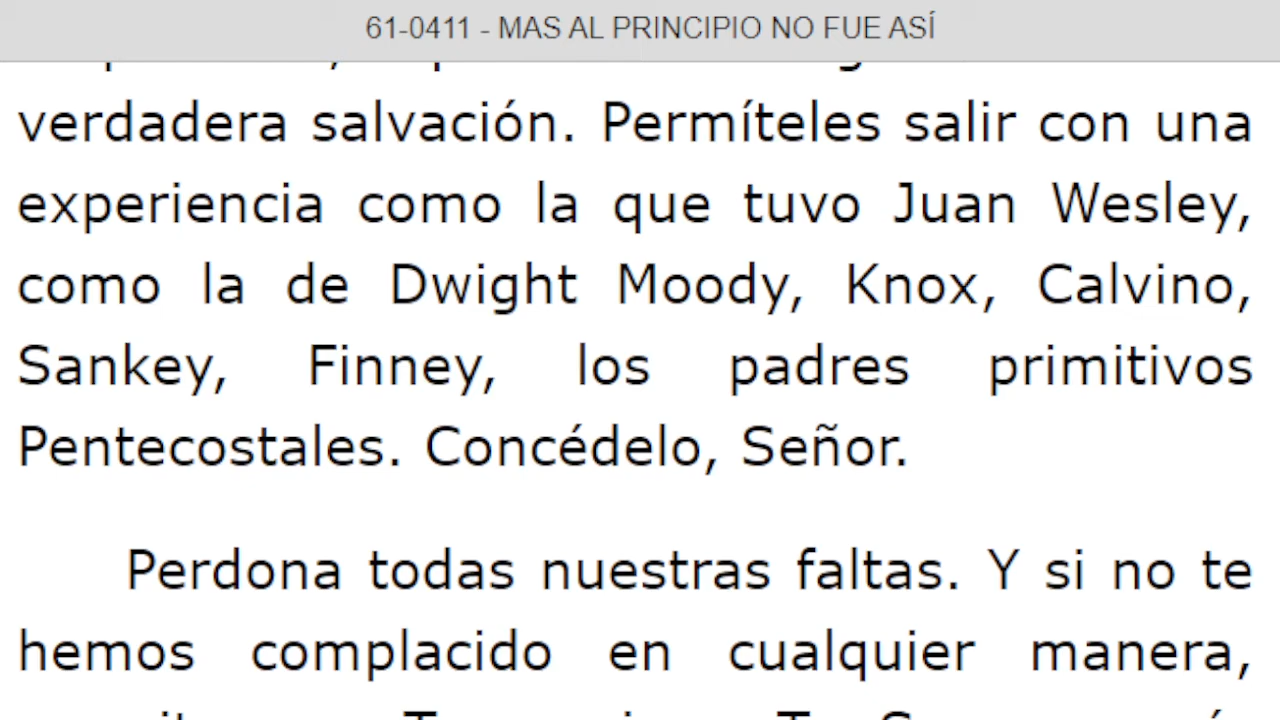 61-0411 - MAS AL PRINCIPIO NO FUE ASÍ
verdadera salvación. Permíteles salir con una
experiencia como la que tuvo Juan Wesley,
como la de Dwight Moody, Knox, Calvino,
Sankey, Finney, los padres primitivos
Pentecostales. Concédelo, Señor.
Perdona todas nuestras faltas. Y si no te
hemos complacido en cualquier manera,